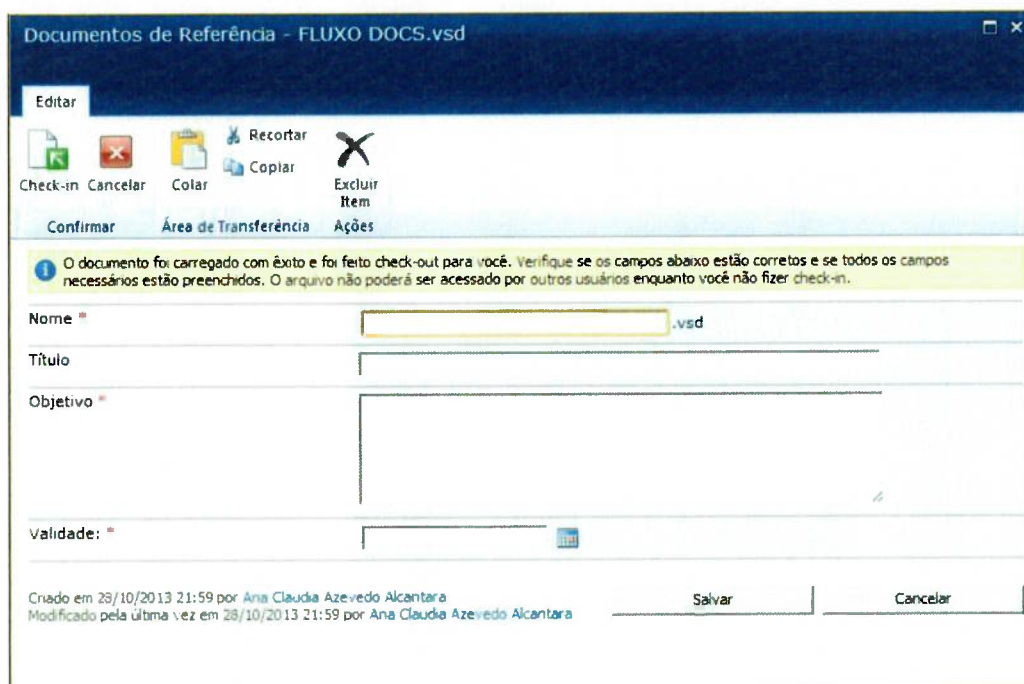 Documentos de Referência - FLUXO DOCS.vsd
Editar
Check-in Cancelar
Colar
Recortar
Copiar
Excluir
Item
Confirmar
Área de Transferência
Ações
O documento foi carregado com êxito e foi feito check-out para você. Verifique se os campos abaixo estão corretos e se todos os campos
necessários estão preenchidos. O arquivo não poderá ser acessado por outros usuários enquanto você não fizer check-in.
Nome *
.vsd
Título
Objetivo *
Validade: *
Criado em 28/10/2013 21:59 por Ana Claudia Azevedo Alcantara
Modificado pela última vez em 28/10/2013 21:59 por Ana Claudia Azevedo Alcantara
Salvar
Cancelar